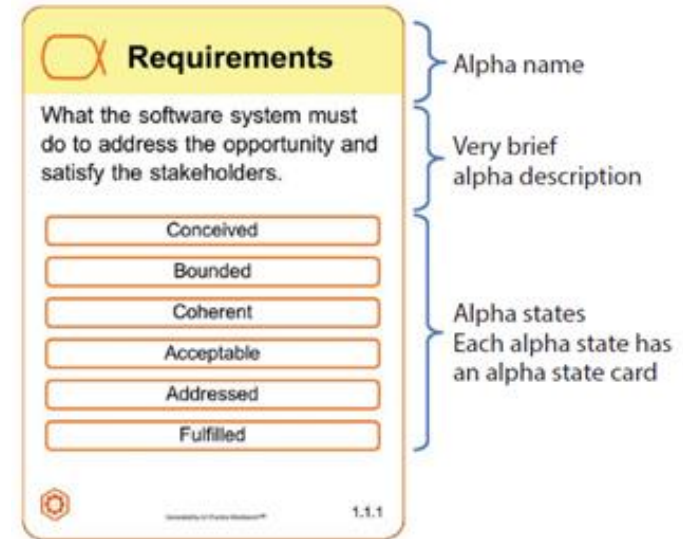 Requirements
Alpha name
What the software system must
do to address the opportunity and
satisfy the stakeholders.
Very brief
alpha description
Conceived
Bounded
Coherent
Acceptable
Addressed
Fulfilled
Alpha states
Each alpha state has
an alpha state card
1.1.1